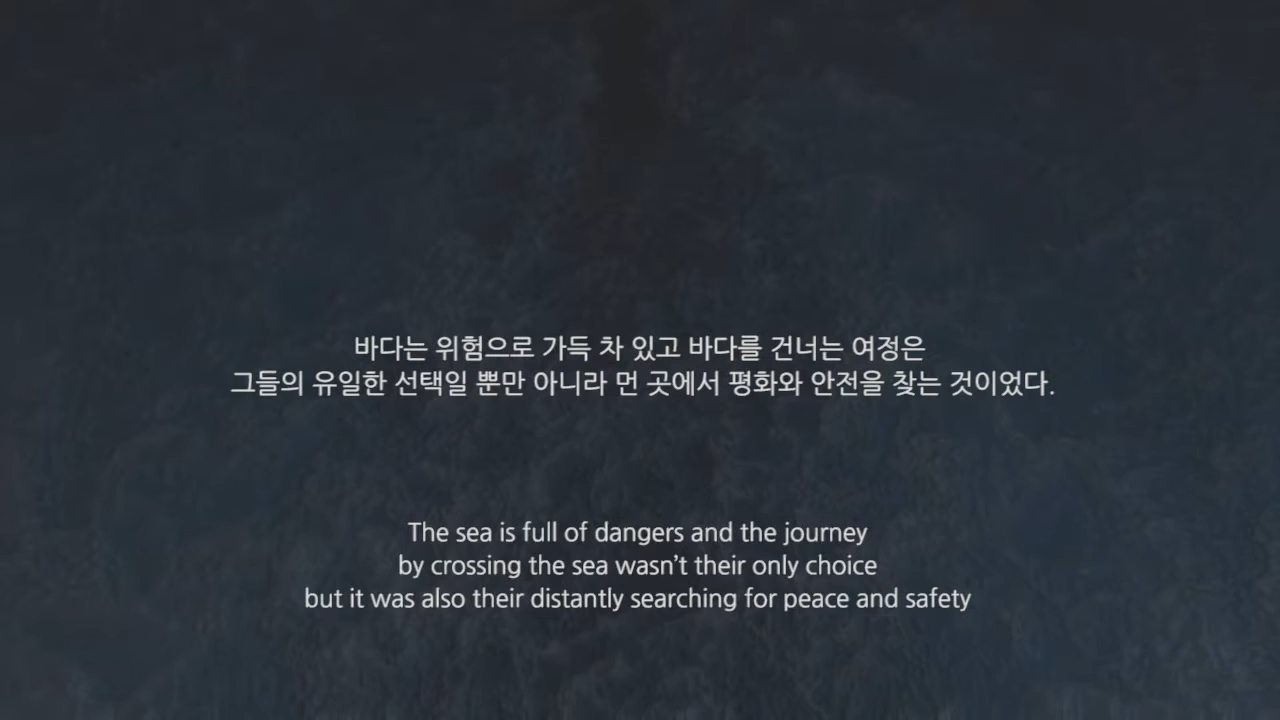 바다는 위험으로 가득 차 있고 바다를 건너는 여정은
그들의 유일한 선택일 뿐만 아니라 먼 곳에서 평화와 안전을 찾는 것이었다.
The sea is full of dangers and the journey
by crossing the sea wasn’t their only choice
but it was also their distantly searching for peace and safety